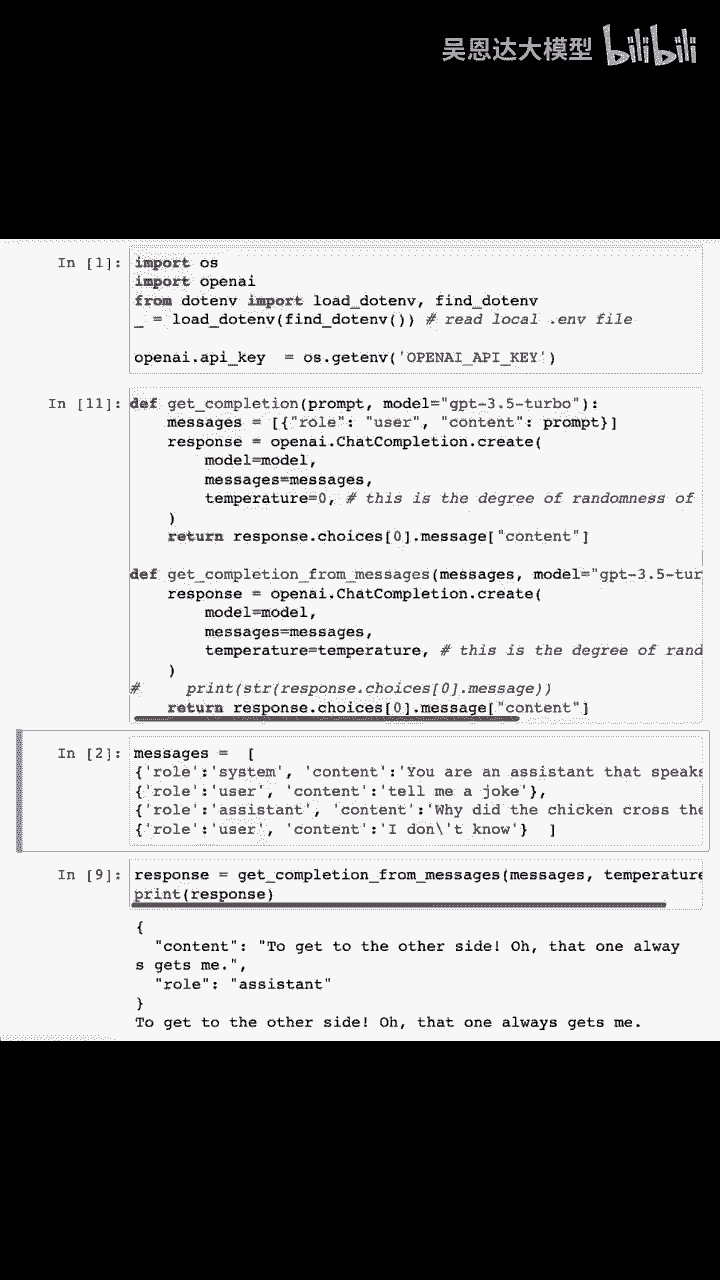 吴恩达大模型 bilibili
In [1]: import os
import openai
from dotenv import load_dotenv, find_dotenv
_ = load_dotenv(find_dotenv()) # read local .env file
openai.api_key  = os.getenv('OPENAI_API_KEY')
In [11]: def get_completion(prompt, model="gpt-3.5-turbo"):
    messages = [{"role": "user", "content": prompt}]
    response = openai.ChatCompletion.create(
        model=model,
        messages=messages,
        temperature=0, # this is the degree of randomness of
    )
    return response.choices[0].message["content"]
def get_completion_from_messages(messages, model="gpt-3.5-tur
    response = openai.ChatCompletion.create(
        model=model,
        messages=messages,
        temperature=temperature, # this is the degree of rand
    )
#     print(str(response.choices[0].message))
    return response.choices[0].message["content"]
In [2]: messages =  [
{'role':'system', 'content':'You are an assistant that speaks
{'role':'user', 'content':'tell me a joke'},
{'role':'assistant', 'content':'Why did the chicken cross the
{'role':'user', 'content':'I don\'t know'}  ]
In [9]: response = get_completion_from_messages(messages, temperature
print(response)
{
  "content": "To get to the other side! Oh, that one alway
s gets me.",
  "role": "assistant"
}
To get to the other side! Oh, that one always gets me.